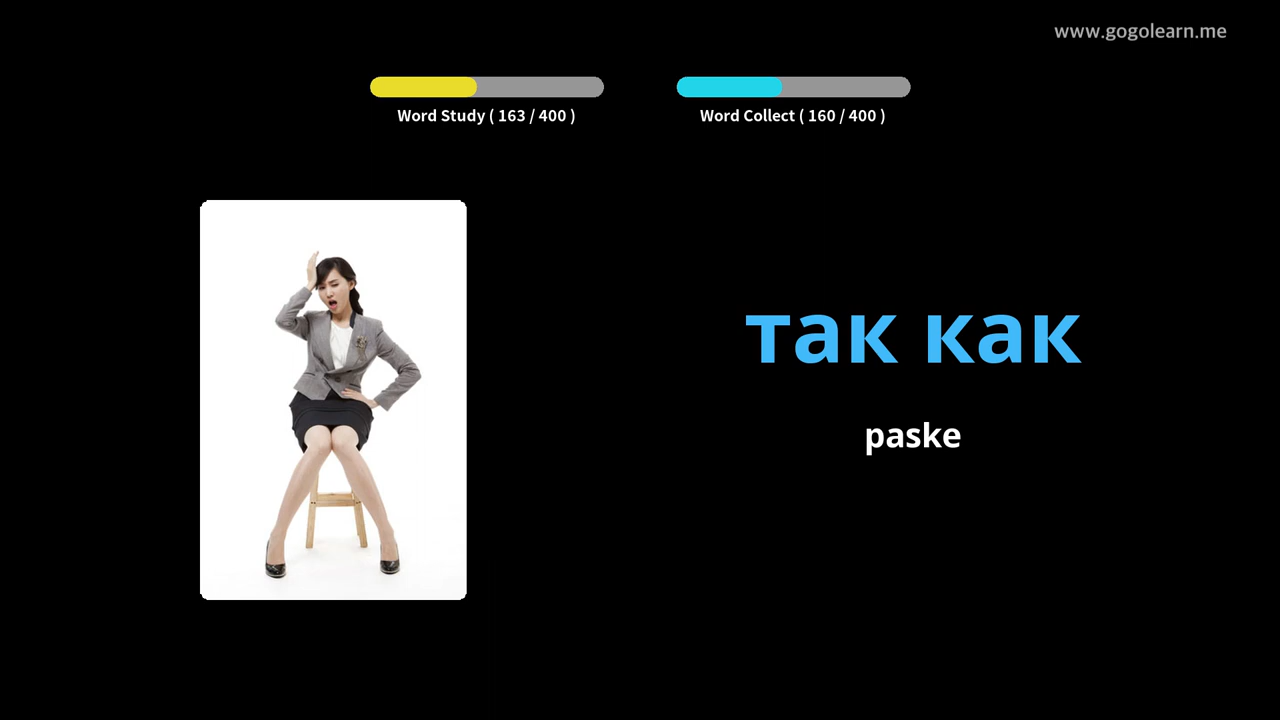 www.gogolearn.me
Word Study ( 163 / 400 )
Word Collect ( 160 / 400 )
так как
paske